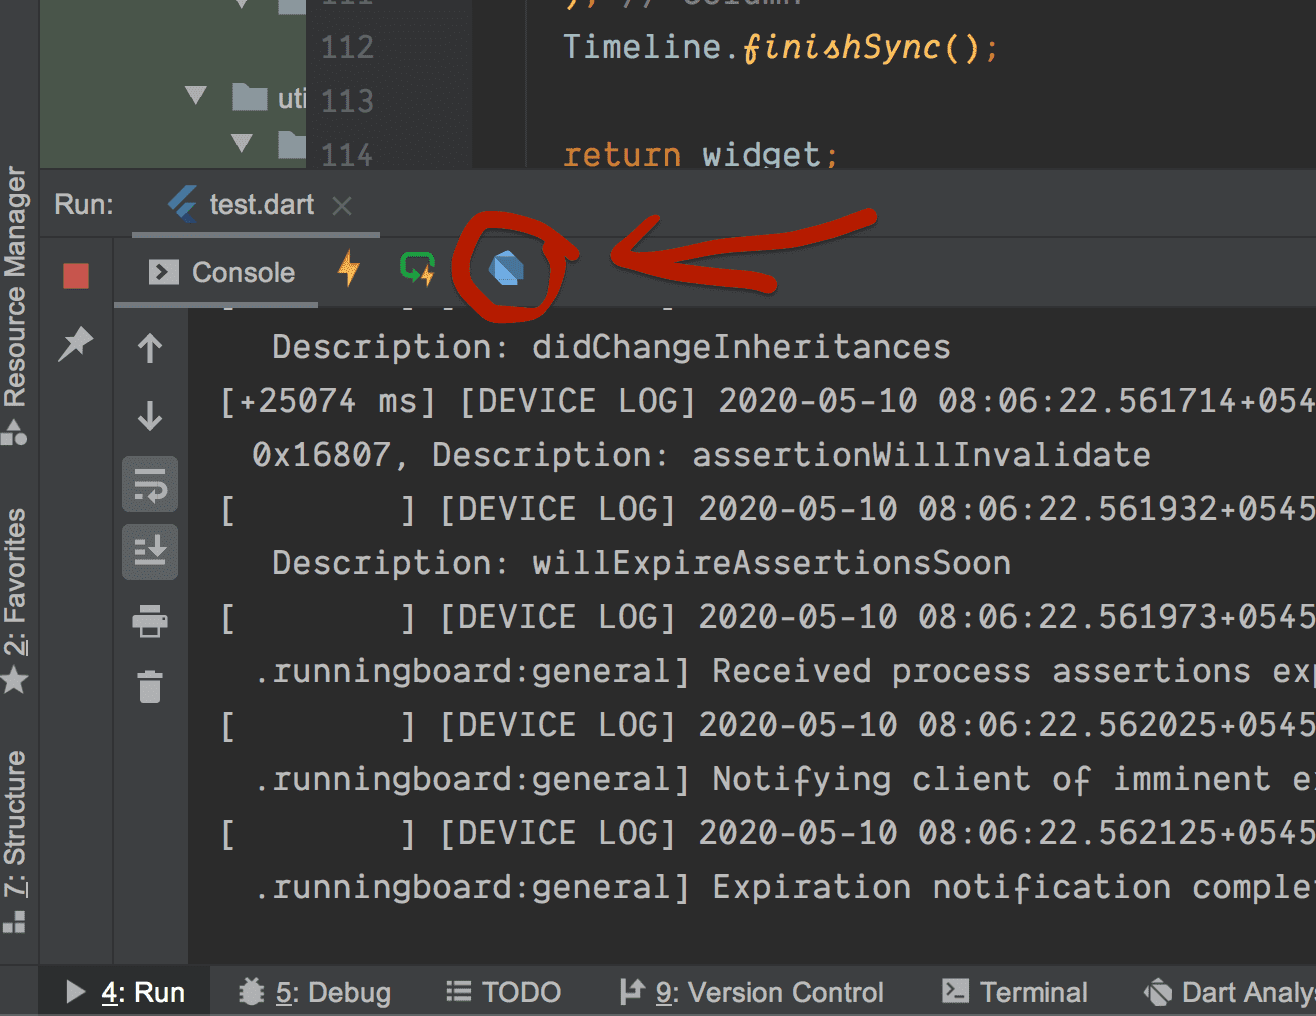 111 ); // Column
112 Timeline.finishSync();
113
114 return widget;
uti
Run: test.dart
Console
Description: didChangeInheritances
[+25074 ms] [DEVICE LOG] 2020-05-10 08:06:22.561714+054
0x16807, Description: assertionWillInvalidate
[ ] [DEVICE LOG] 2020-05-10 08:06:22.561932+0545
Description: willExpireAssertionsSoon
[ ] [DEVICE LOG] 2020-05-10 08:06:22.561973+0545
.runningboard:general] Received process assertions exp
[ ] [DEVICE LOG] 2020-05-10 08:06:22.562025+0545
.runningboard:general] Notifying client of imminent ex
[ ] [DEVICE LOG] 2020-05-10 08:06:22.562125+0545
.runningboard:general] Expiration notification complet
Resource Manager
2: Favorites
7: Structure
4: Run 5: Debug TODO 9: Version Control Terminal Dart Analys